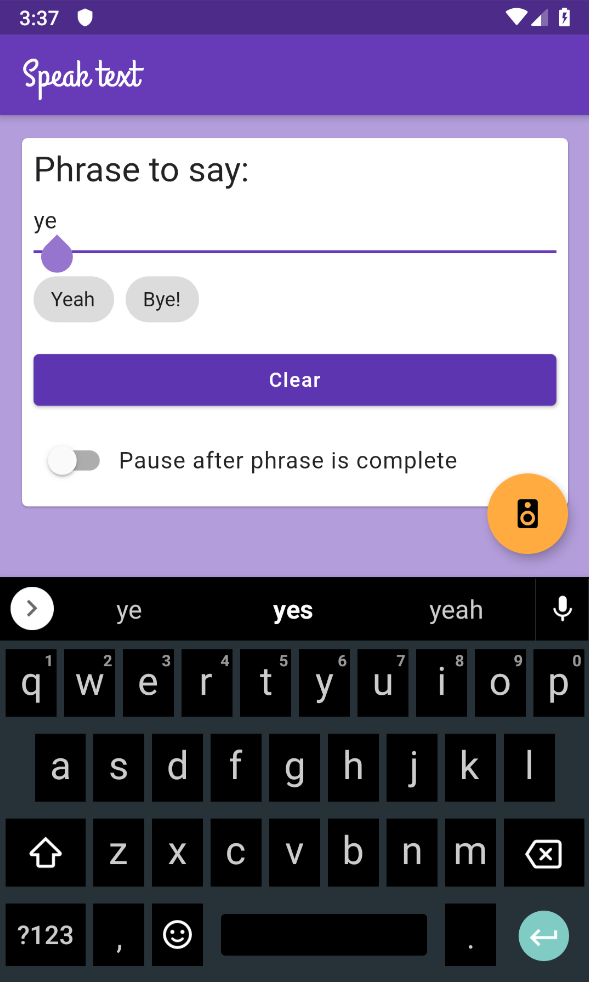 3:37
Speak text
Phrase to say:
ye
Yeah Bye!
Clear
Pause after phrase is complete
ye yes yeah
1 2 3 4 5 6 7 8 9 0
q w e r t y u i o p
a s d f g h j k l
z x c v b n m
?123 , .